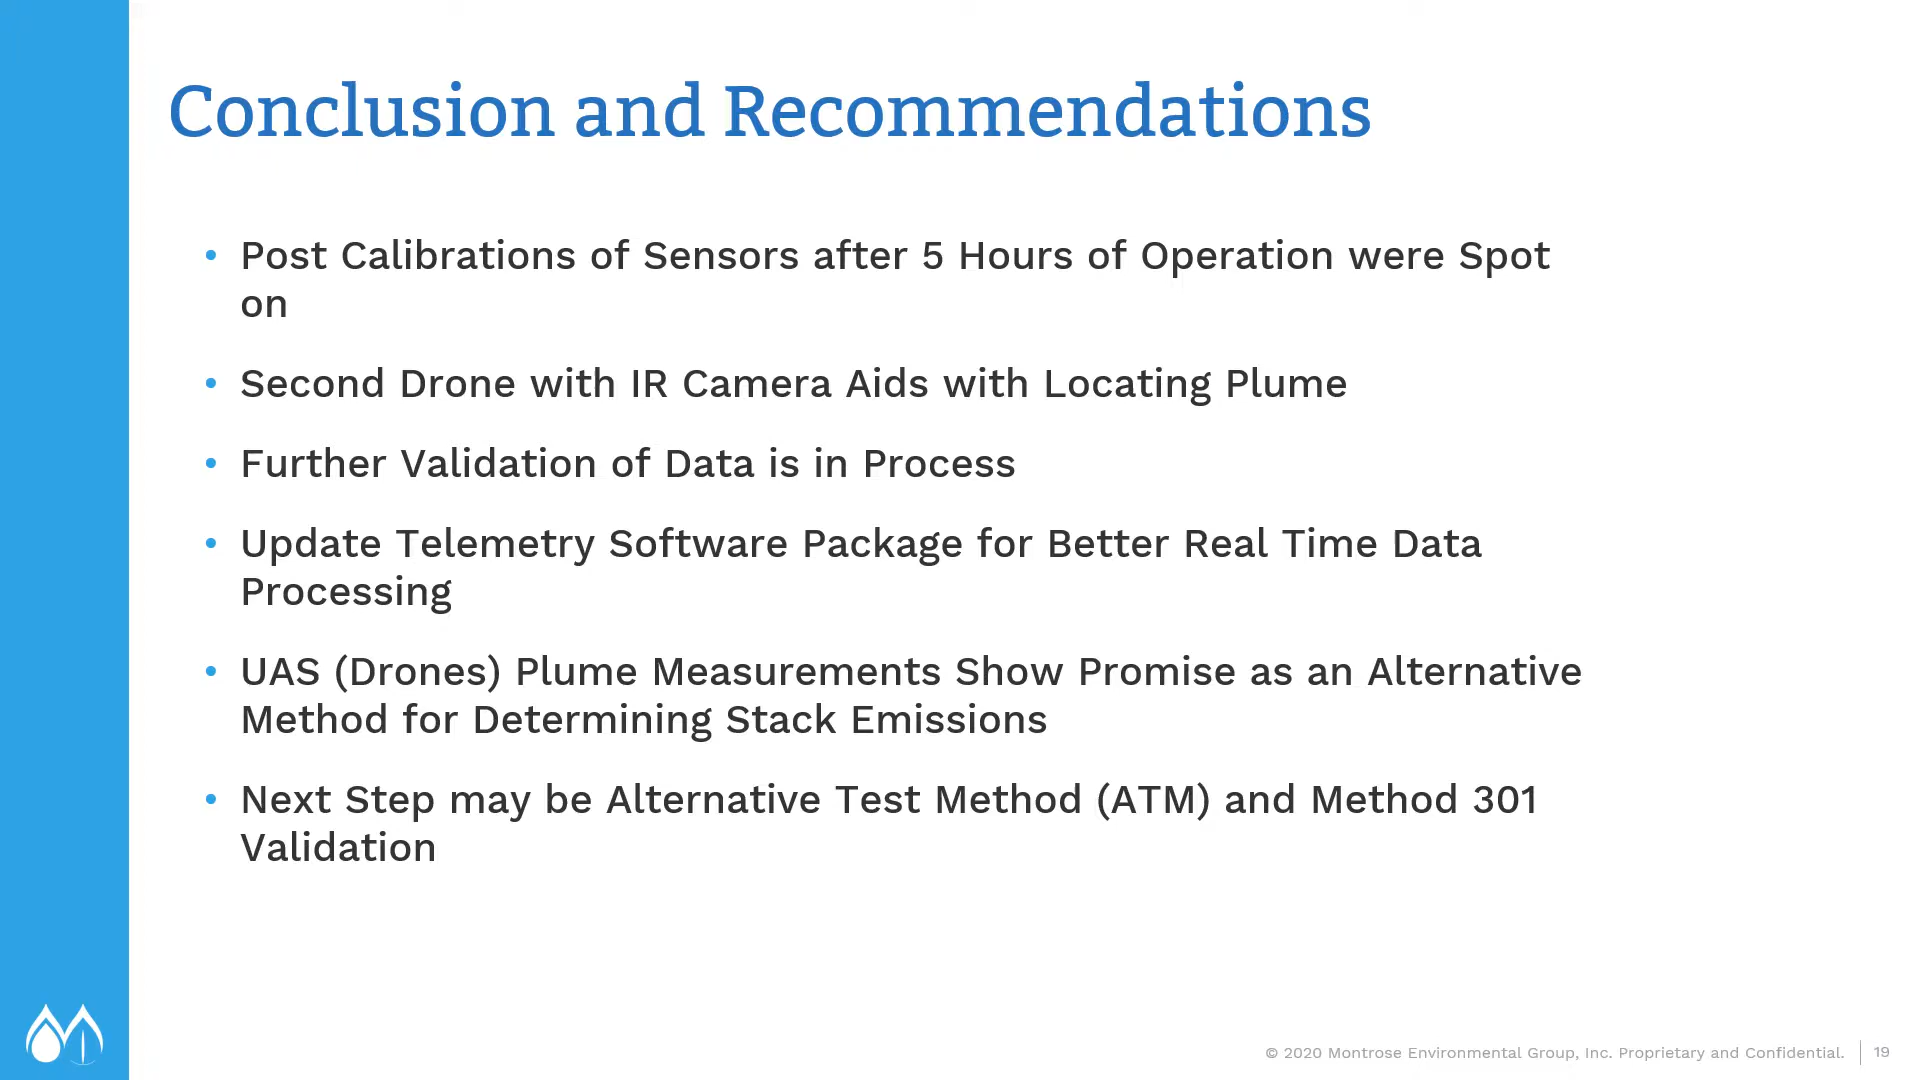 Conclusion and Recommendations
• Post Calibrations of Sensors after 5 Hours of Operation were Spot
on
• Second Drone with IR Camera Aids with Locating Plume
• Further Validation of Data is in Process
• Update Telemetry Software Package for Better Real Time Data
Processing
• UAS (Drones) Plume Measurements Show Promise as an Alternative
Method for Determining Stack Emissions
• Next Step may be Alternative Test Method (ATM) and Method 301
Validation
© 2020 Montrose Environmental Group, Inc. Proprietary and Confidential. 19